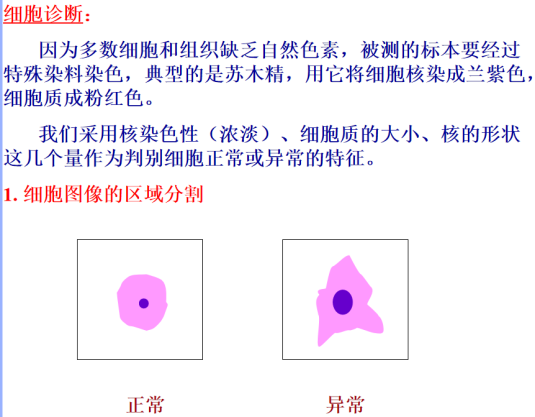 细胞诊断：
因为多数细胞和组织缺乏自然色素，被测的标本要经过
特殊染料染色，典型的是苏木精，用它将细胞核染成兰紫色，
细胞质成粉红色。
我们采用核染色性（浓淡）、细胞质的大小、核的形状
这几个量作为判别细胞正常或异常的特征。
1. 细胞图像的区域分割
正常 异常